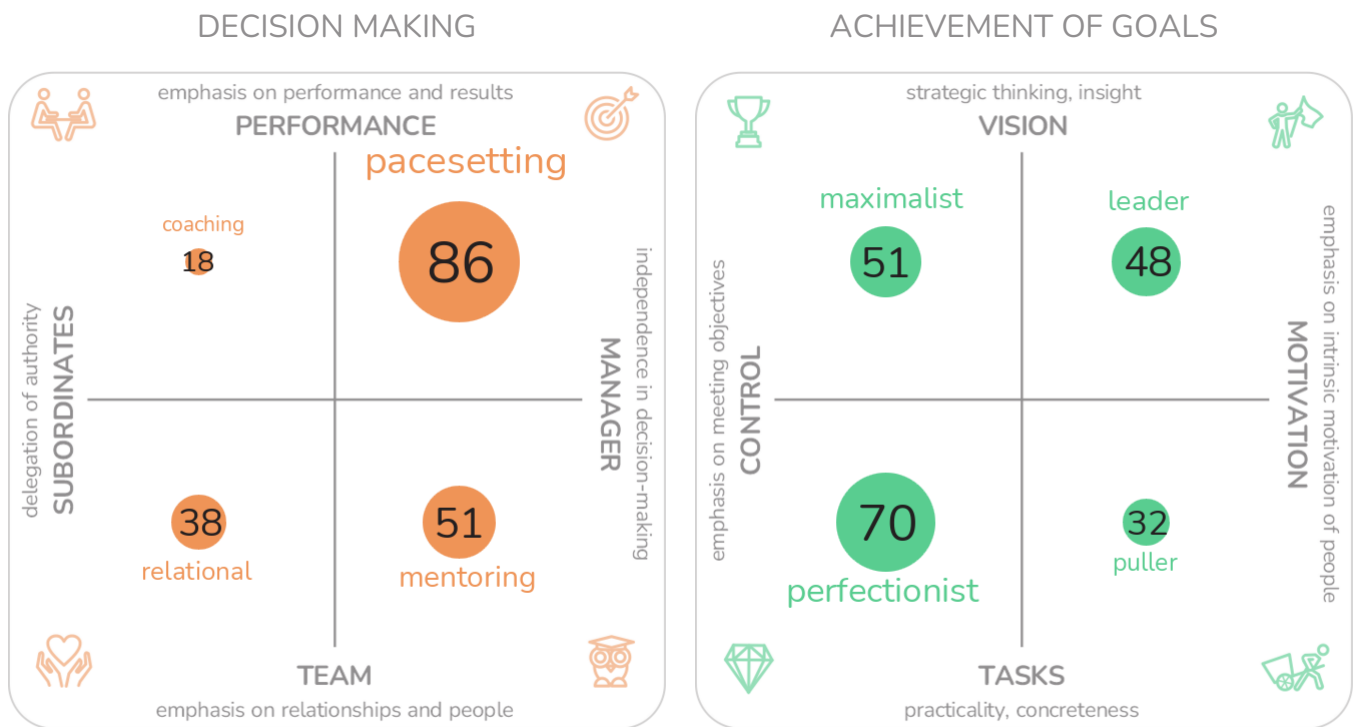 DECISION MAKING
emphasis on performance and results
PERFORMANCE
pacesetting
coaching
18
86
delegation of authority
SUBORDINATES
MANAGER
independence in decision-making
38
relational
51
mentoring
TEAM
emphasis on relationships and people
ACHIEVEMENT OF GOALS
strategic thinking, insight
VISION
maximalist
leader
51
48
emphasis on meeting objectives
CONTROL
MOTIVATION
emphasis on intrinsic motivation of people
70
perfectionist
32
puller
TASKS
practicality, concreteness